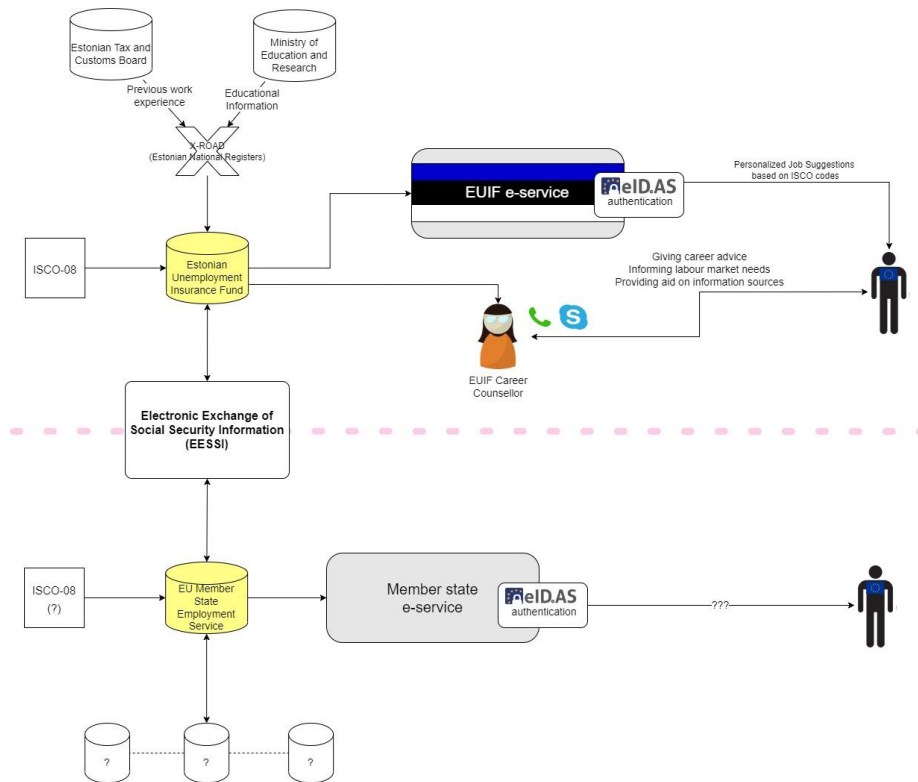 Estonian Tax and
Customs Board
Ministry of
Education and
Research
Previous work
experience
Educational
Information
X-ROAD
(Estonian National Registers)
EUIF e-service
eID.AS
authentication
Personalized Job Suggestions
based on ISCO codes
ISCO-08
Estonian
Unemployment
Insurance Fund
Giving career advice
Informing labour market needs
Providing aid on information sources
S
EUIF Career
Counsellor
Electronic Exchange of
Social Security Information
(EESSI)
ISCO-08
(?)
EU Member
State
Employment
Service
Member state
e-service
eID.AS
authentication
???
?
?
?